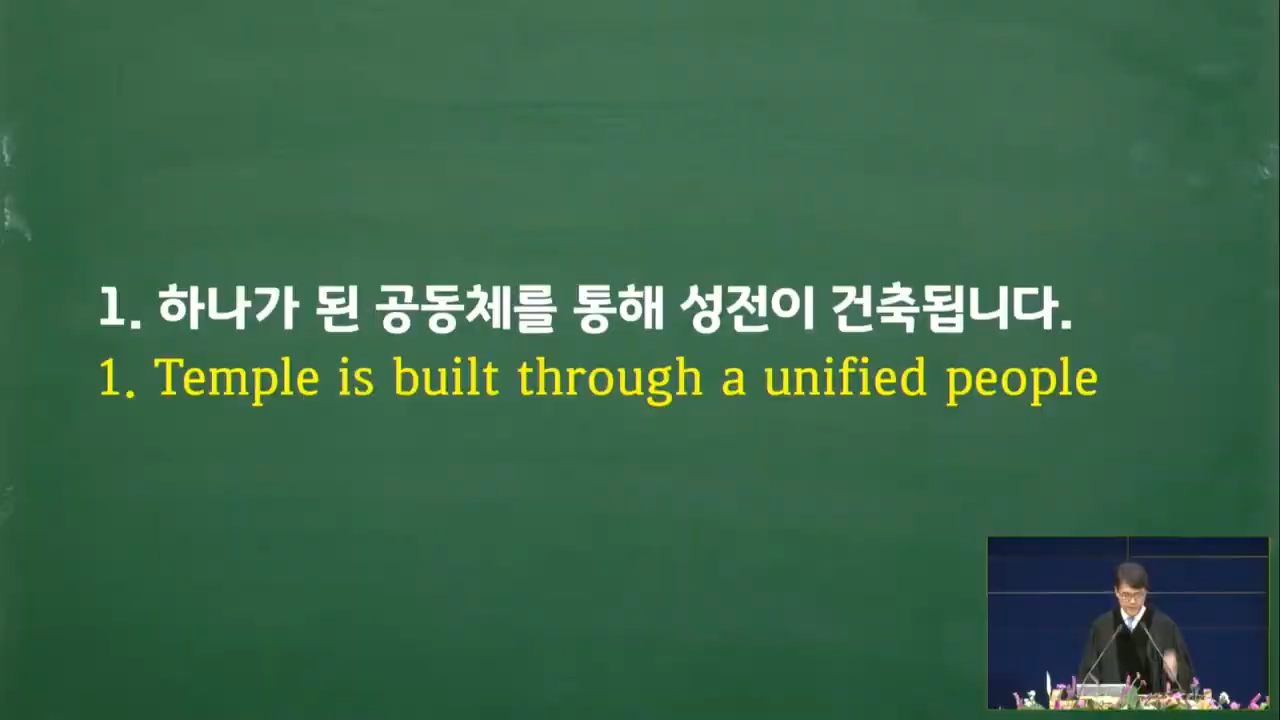 1. 하나가 된 공동체를 통해 성전이 건축됩니다.
1. Temple is built through a unified people